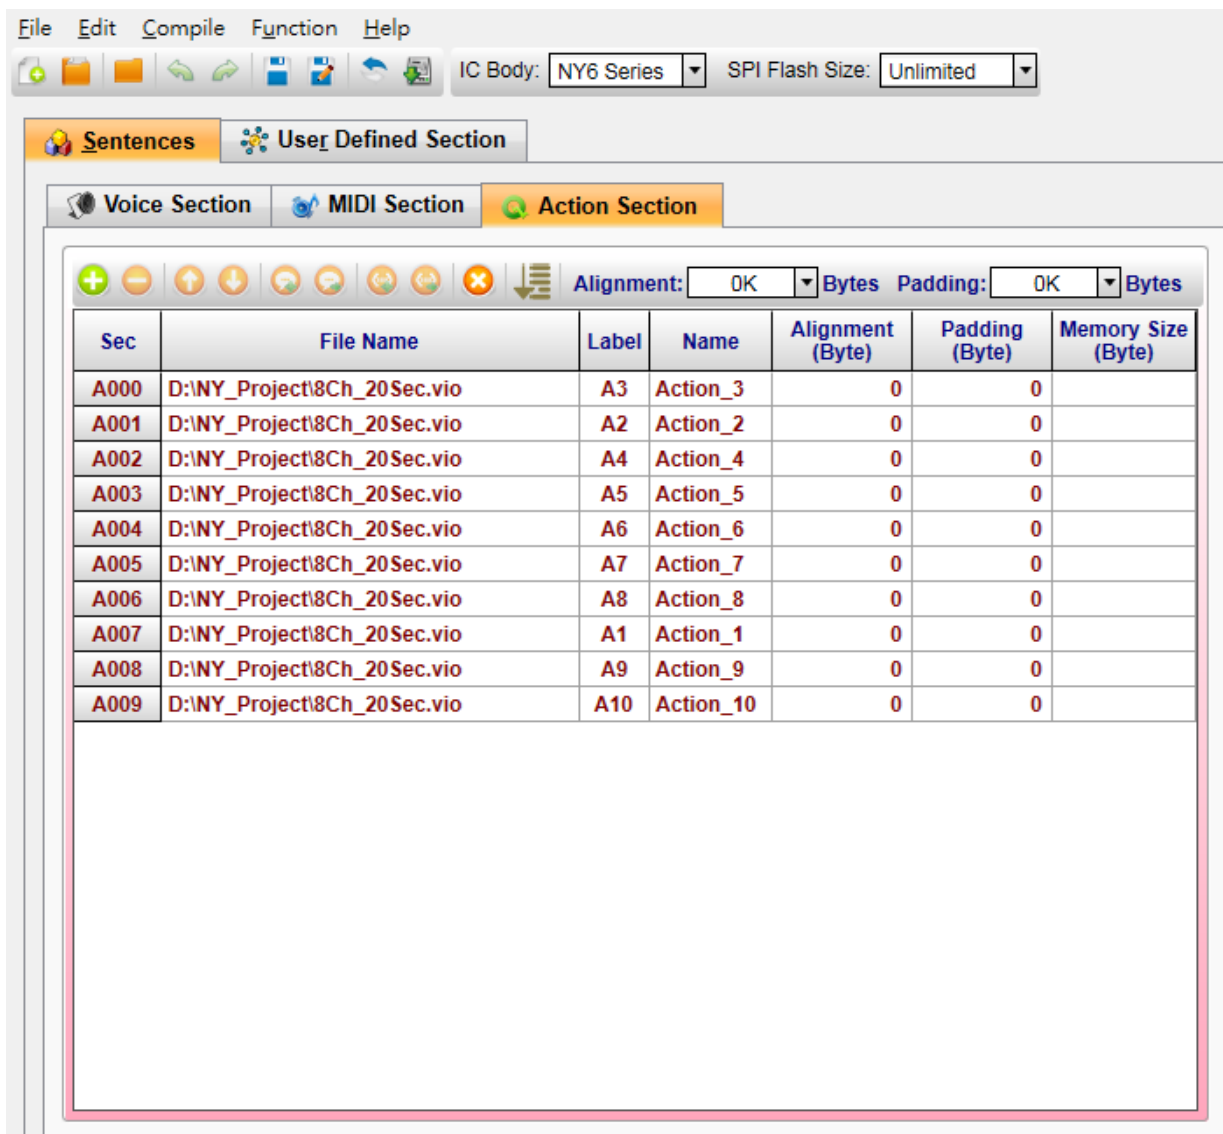 File Edit Compile Function Help
IC Body: NY6 Series SPI Flash Size: Unlimited
Sentences User Defined Section
Voice Section MIDI Section Action Section
Alignment: 0K Bytes Padding: 0K Bytes
Sec File Name Label Name Alignment (Byte) Padding (Byte) Memory Size (Byte)
A000 D:\NY_Project\8Ch_20Sec.vio A3 Action_3 0 0
A001 D:\NY_Project\8Ch_20Sec.vio A2 Action_2 0 0
A002 D:\NY_Project\8Ch_20Sec.vio A4 Action_4 0 0
A003 D:\NY_Project\8Ch_20Sec.vio A5 Action_5 0 0
A004 D:\NY_Project\8Ch_20Sec.vio A6 Action_6 0 0
A005 D:\NY_Project\8Ch_20Sec.vio A7 Action_7 0 0
A006 D:\NY_Project\8Ch_20Sec.vio A8 Action_8 0 0
A007 D:\NY_Project\8Ch_20Sec.vio A1 Action_1 0 0
A008 D:\NY_Project\8Ch_20Sec.vio A9 Action_9 0 0
A009 D:\NY_Project\8Ch_20Sec.vio A10 Action_10 0 0